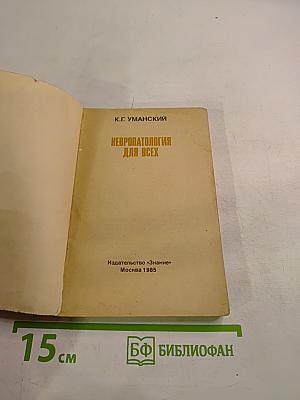 К.Г. УМАНСКИЙ
НЕВРОПАТОЛОГИЯ
ДЛЯ ВСЕХ
Издательство «Знание»
Москва 1985
15 см
БФ БИБЛИОФАН